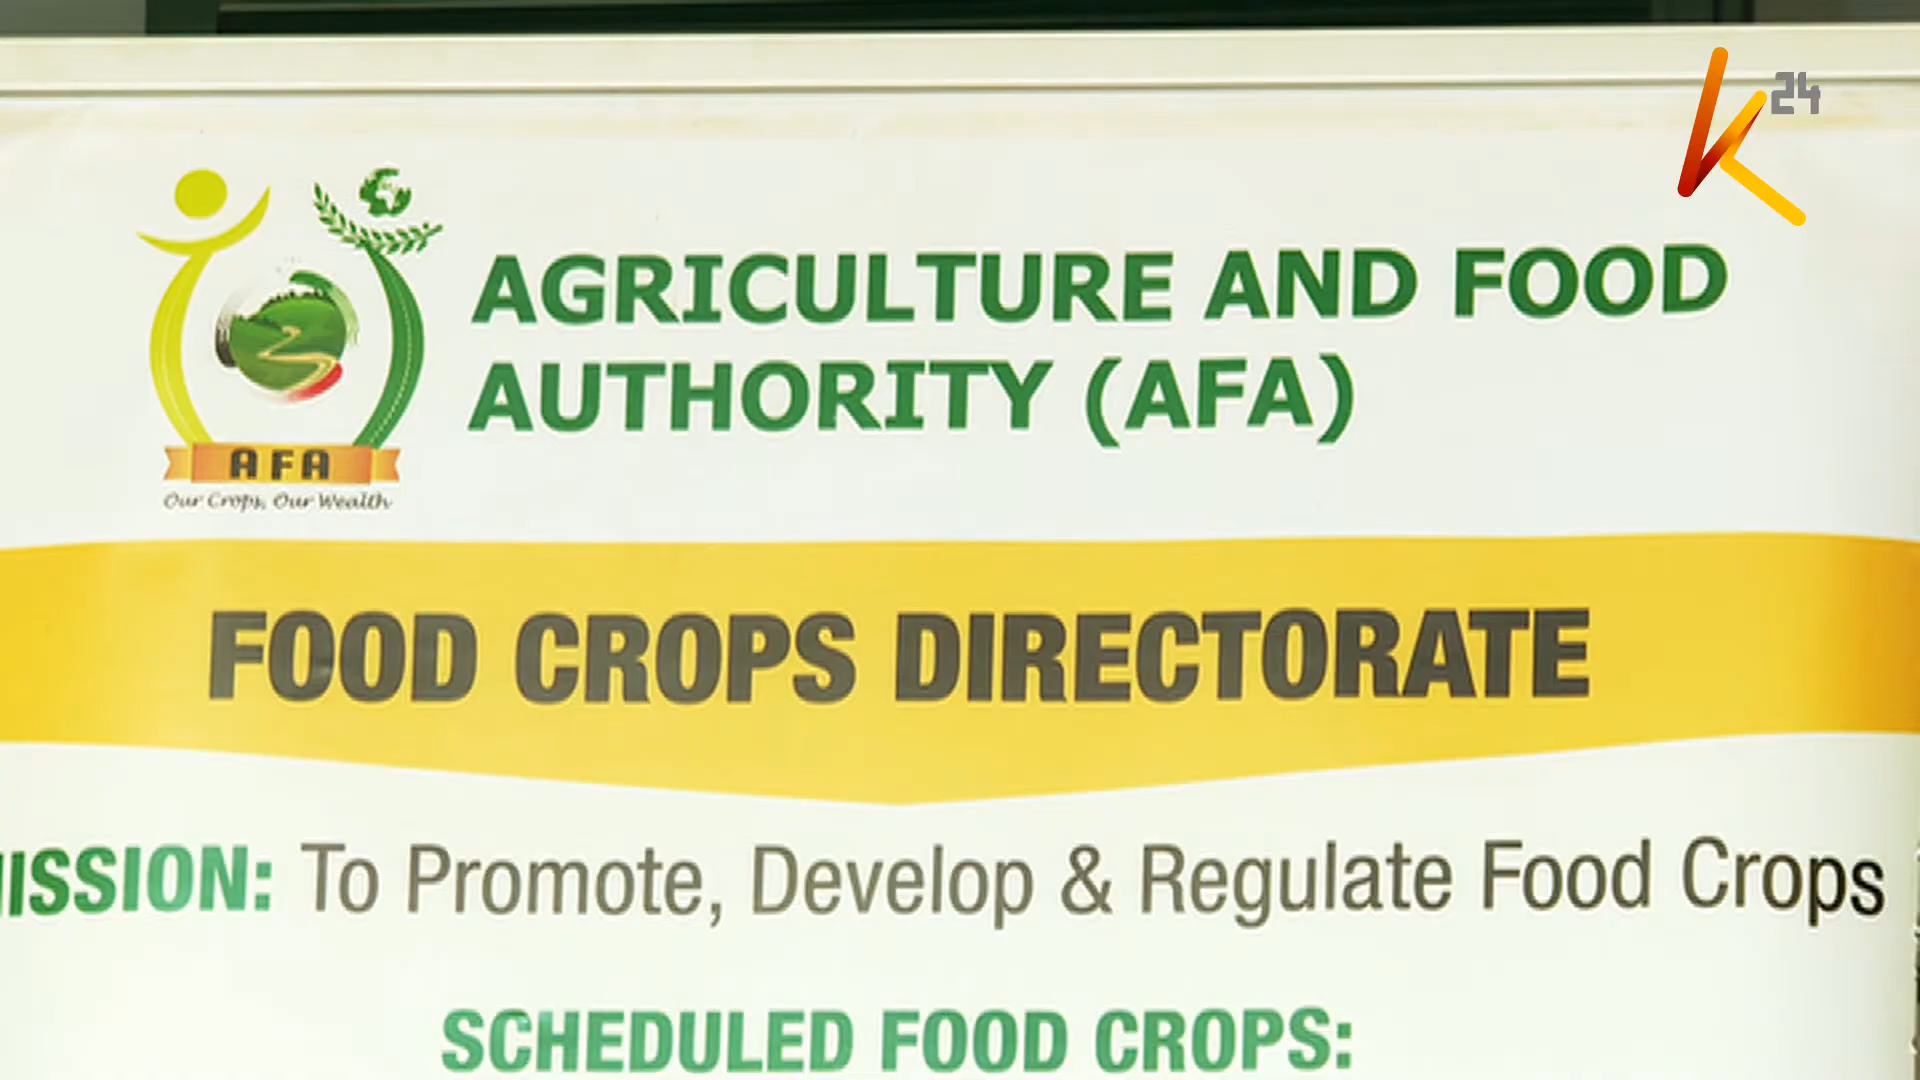 K24
AGRICULTURE AND FOOD
AUTHORITY (AFA)
AFA
Our Crops, Our Wealth
FOOD CROPS DIRECTORATE
MISSION: To Promote, Develop & Regulate Food Crops
SCHEDULED FOOD CROPS: